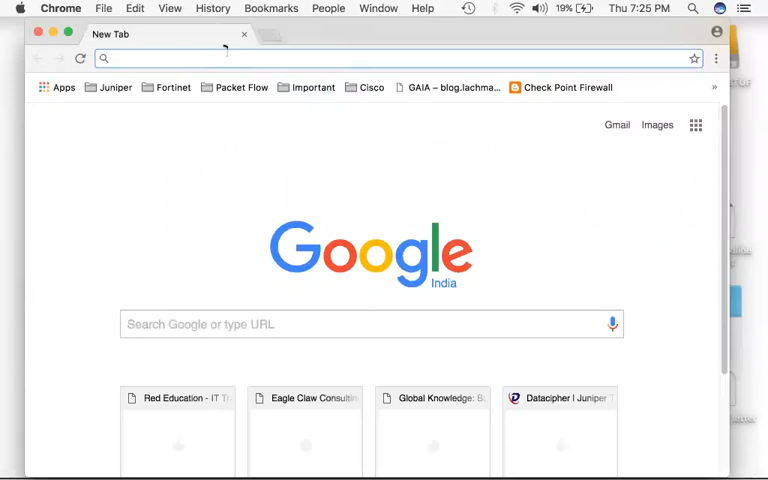 Chrome File Edit View History Bookmarks People Window Help 19% Thu 7:25 PM
New Tab
Apps Juniper Fortinet Packet Flow Important Cisco GAIA – blog.lachma... Check Point Firewall »
Gmail Images
Google
India
Search Google or type URL
Red Education - IT T Eagle Claw Consultin Global Knowledge: Bu Datacipher | Juniper T